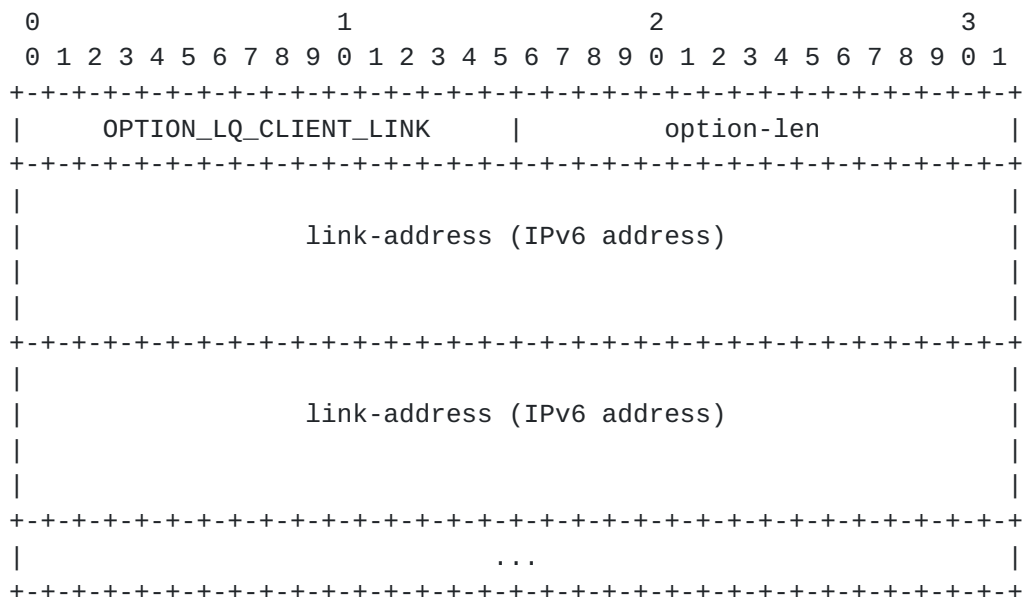 0                   1                   2                   3
 0 1 2 3 4 5 6 7 8 9 0 1 2 3 4 5 6 7 8 9 0 1 2 3 4 5 6 7 8 9 0 1
+-+-+-+-+-+-+-+-+-+-+-+-+-+-+-+-+-+-+-+-+-+-+-+-+-+-+-+-+-+-+-+-+
|     OPTION_LQ_CLIENT_LINK     |         option-len            |
+-+-+-+-+-+-+-+-+-+-+-+-+-+-+-+-+-+-+-+-+-+-+-+-+-+-+-+-+-+-+-+-+
|                                                               |
|                  link-address (IPv6 address)                  |
|                                                               |
|                                                               |
+-+-+-+-+-+-+-+-+-+-+-+-+-+-+-+-+-+-+-+-+-+-+-+-+-+-+-+-+-+-+-+-+
|                                                               |
|                  link-address (IPv6 address)                  |
|                                                               |
|                                                               |
+-+-+-+-+-+-+-+-+-+-+-+-+-+-+-+-+-+-+-+-+-+-+-+-+-+-+-+-+-+-+-+-+
|                              ...                              |
+-+-+-+-+-+-+-+-+-+-+-+-+-+-+-+-+-+-+-+-+-+-+-+-+-+-+-+-+-+-+-+-+